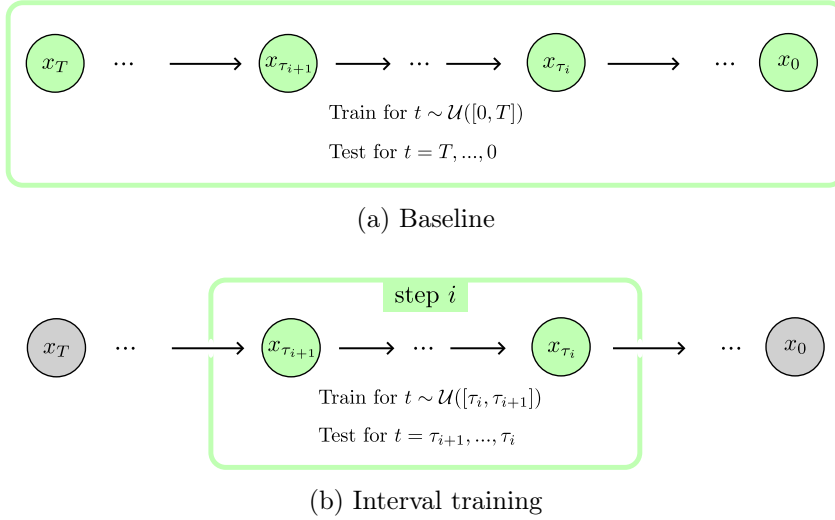 x_T ... x_{τ_{i+1}} ... x_{τ_i} ... x_0
Train for t ∼ 𝒰([0, T])
Test for t = T, ..., 0
(a) Baseline
step i
x_T ... x_{τ_{i+1}} ... x_{τ_i} ... x_0
Train for t ∼ 𝒰([τ_i, τ_{i+1}])
Test for t = τ_{i+1}, ..., τ_i
(b) Interval training